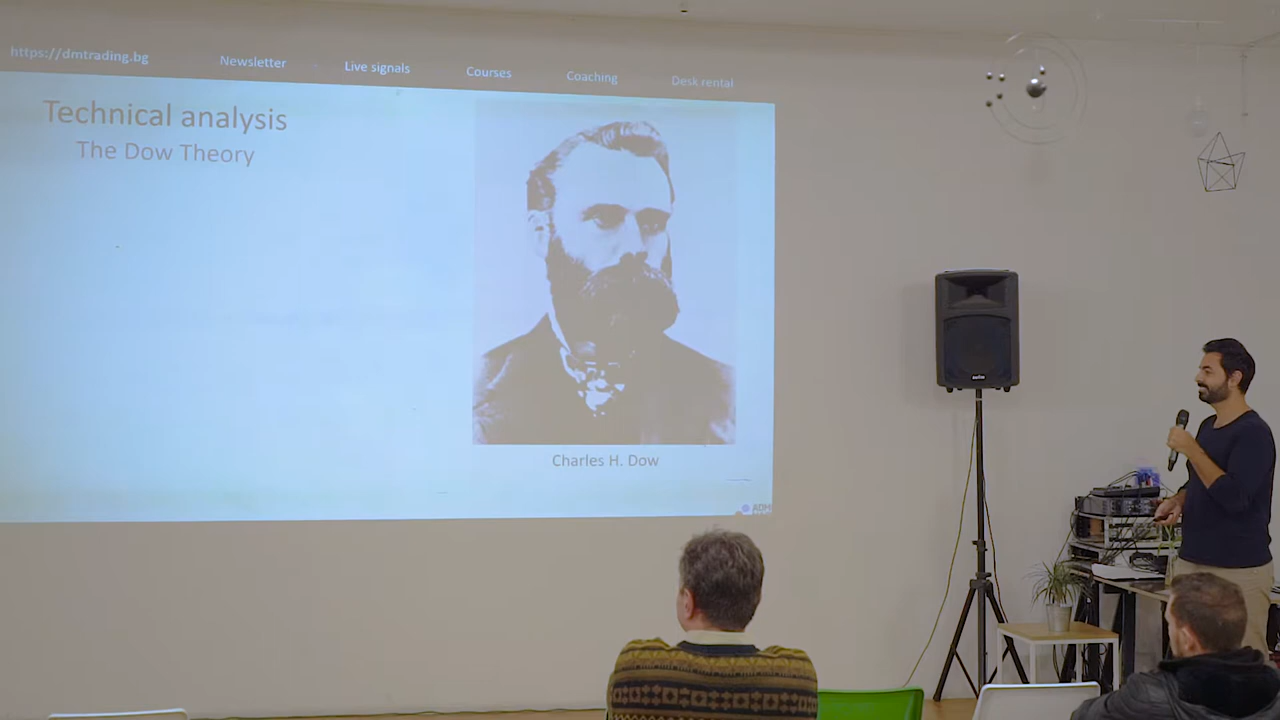 https://dmtrading.bg Newsletter Live signals Courses Coaching Desk rental
Technical analysis
The Dow Theory
Charles H. Dow